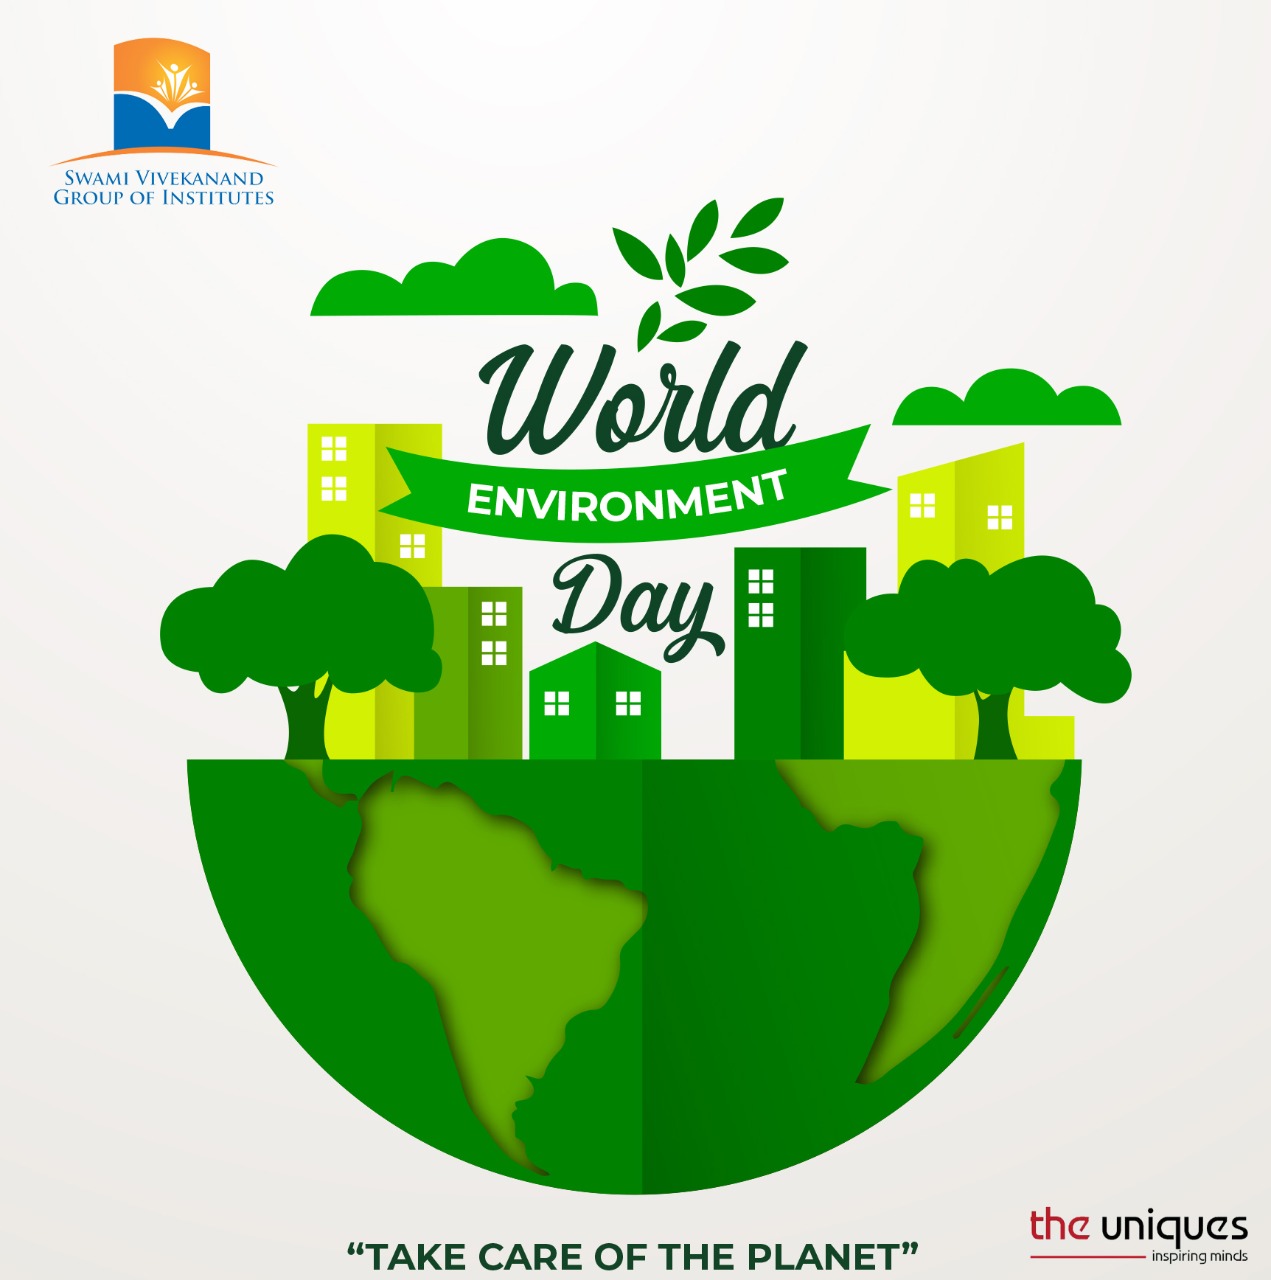 SWAMI VIVEKANAND
GROUP OF INSTITUTES
World
ENVIRONMENT
Day
“TAKE CARE OF THE PLANET”
the uniques
inspiring minds